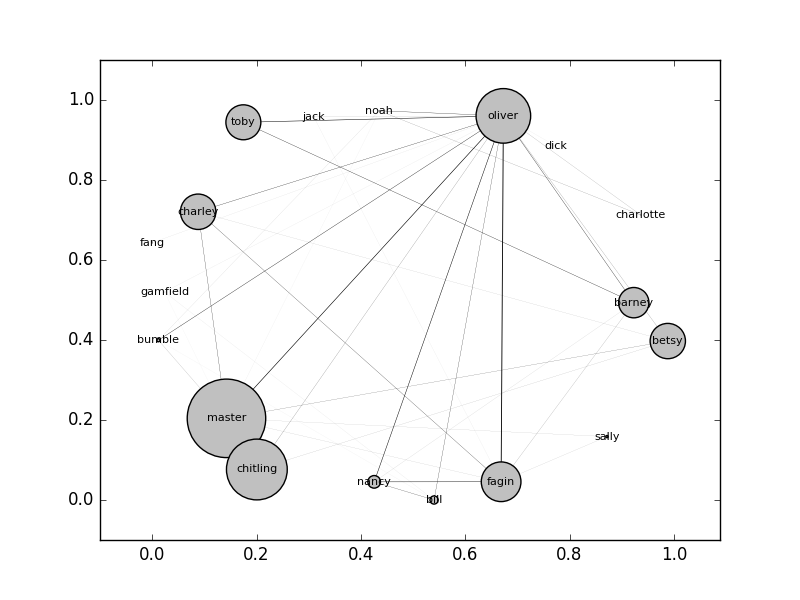 1.0
0.8
0.6
0.4
0.2
0.0
0.0 0.2 0.4 0.6 0.8 1.0
noah
jack
oliver
toby
dick
charley
charlotte
fang
gamfield
barney
bumble
betsy
master
sally
chitling
nancy
fagin
bill